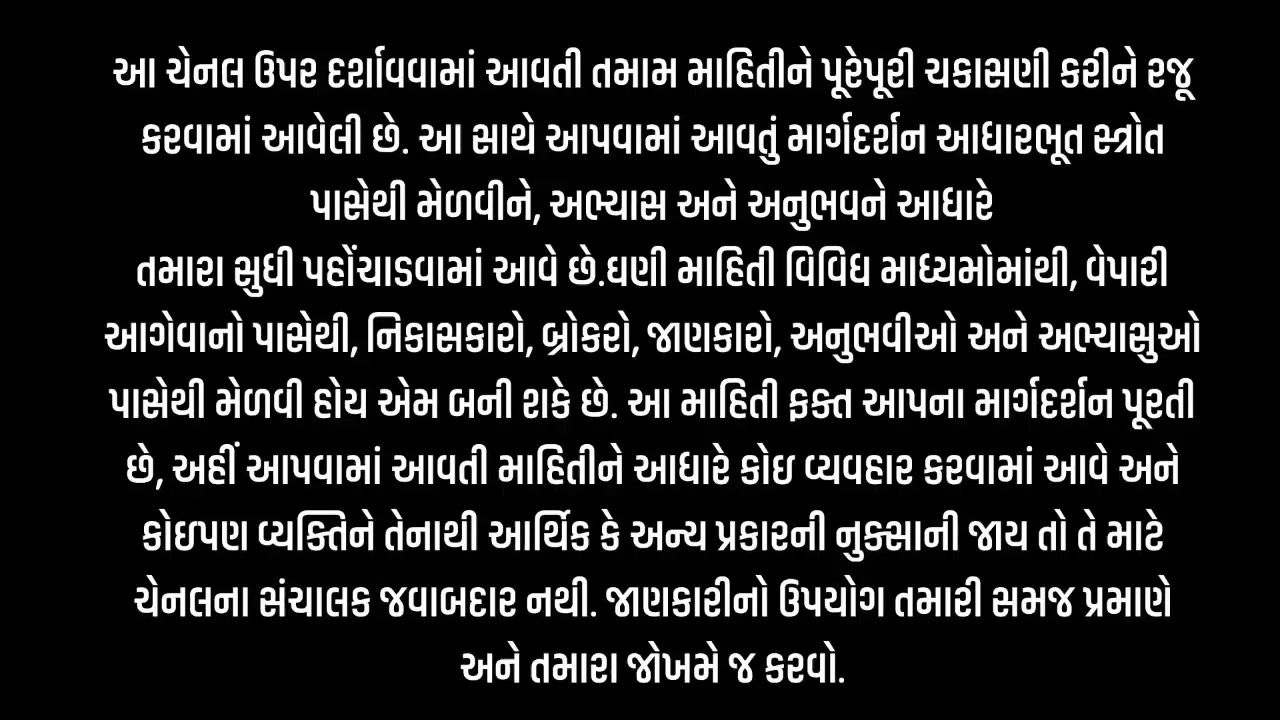 આ ચેનલ ઉપર દર્શાવવામાં આવતી તમામ માહિતીને પૂરેપૂરી ચકાસણી કરીને રજૂ
કરવામાં આવેલી છે. આ સાથે આપવામાં આવતું માર્ગદર્શન આધારભૂત સ્ત્રોત
પાસેથી મેળવીને, અભ્યાસ અને અનુભવને આધારે
તમારા સુધી પહોંચાડવામાં આવે છે.ઘણી માહિતી વિવિધ માધ્યમોમાંથી, વેપારી
આગેવાનો પાસેથી, નિકાસકારો, બ્રોકરો, જાણકારો, અનુભવીઓ અને અભ્યાસુઓ
પાસેથી મેળવી હોય એમ બની શકે છે. આ માહિતી ફક્ત આપના માર્ગદર્શન પૂરતી
છે, અહીં આપવામાં આવતી માહિતીને આધારે કોઇ વ્યવહાર કરવામાં આવે અને
કોઇપણ વ્યક્તિને તેનાથી આર્થિક કે અન્ય પ્રકારની નુક્સાની જાય તો તે માટે
ચેનલના સંચાલક જવાબદાર નથી. જાણકારીનો ઉપયોગ તમારી સમજ પ્રમાણે
અને તમારા જોખમે જ કરવો.